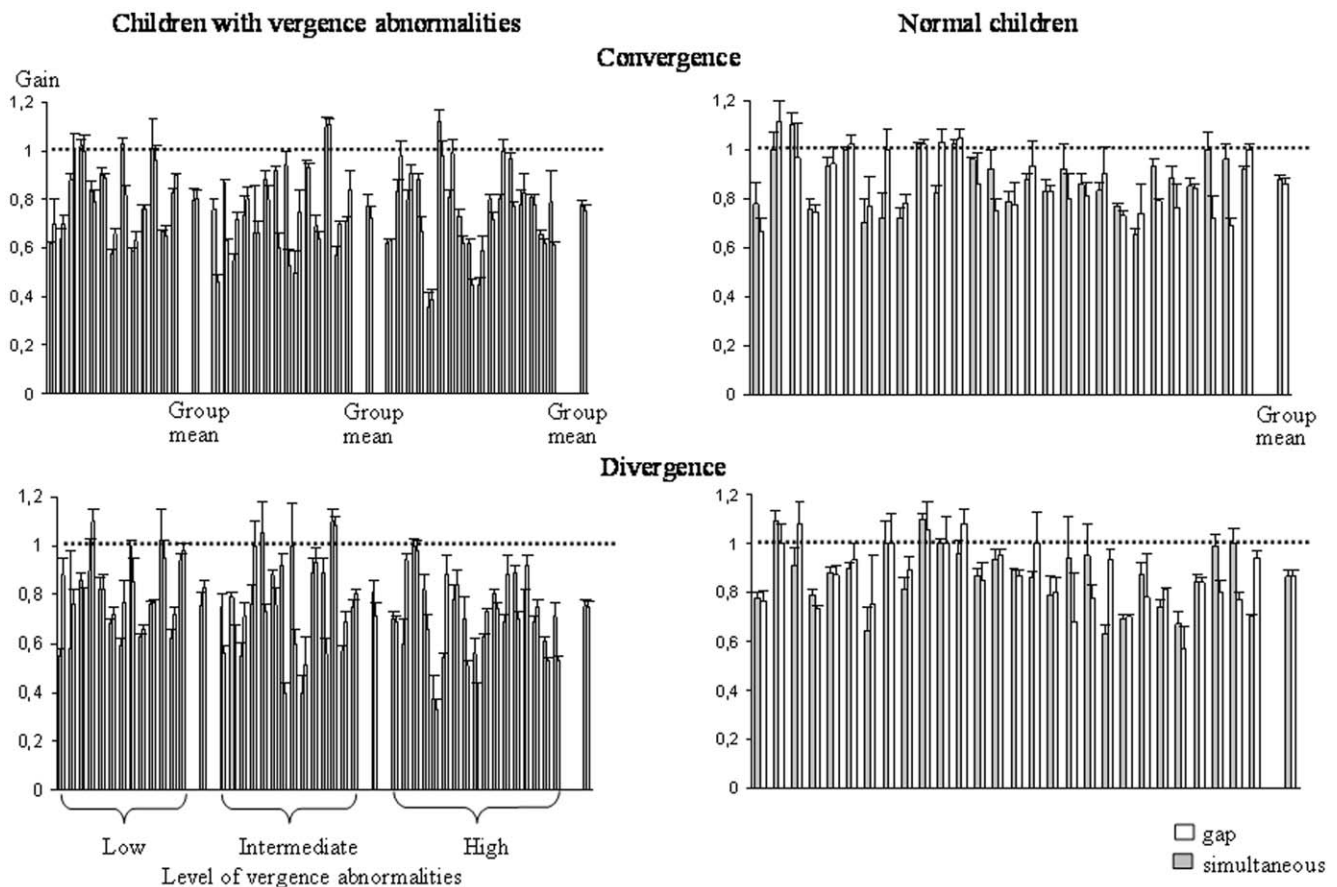 Children with vergence abnormalities
Normal children
Convergence
Gain
1,2
1
0,8
0,6
0,4
0,2
0
Group
mean
Group
mean
Group
mean
1,2
1
0,8
0,6
0,4
0,2
0
Group
mean
Divergence
1,2
1
0,8
0,6
0,4
0,2
0
Low
Intermediate
High
Level of vergence abnormalities
1,2
1
0,8
0,6
0,4
0,2
0
gap
simultaneous